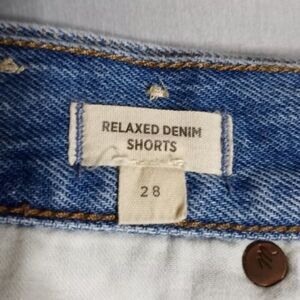 RELAXED DENIM
SHORTS
28